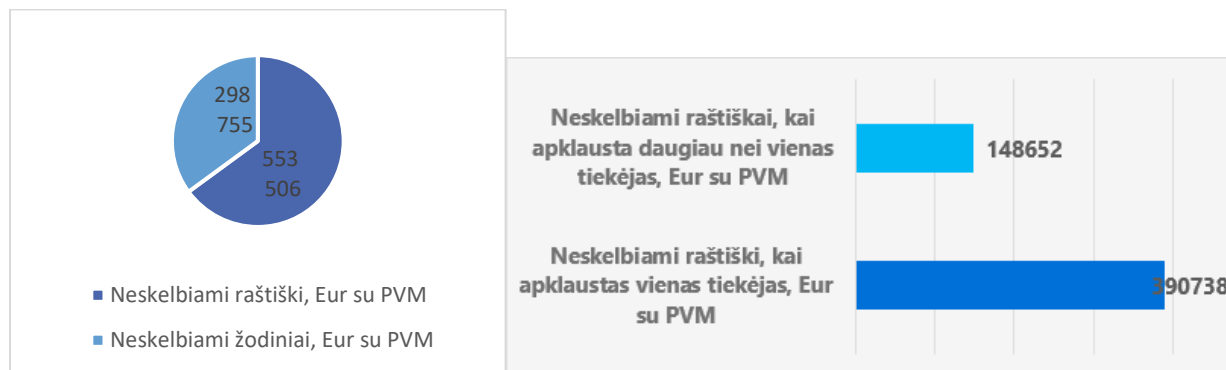 298
755
553
506
Neskelbiami raštiški, Eur su PVM
Neskelbiami žodiniai, Eur su PVM
Neskelbiami raštiškai, kai
apklausta daugiau nei vienas
tiekėjas, Eur su PVM
148652
Neskelbiami raštiški, kai
apklaustas vienas tiekėjas, Eur
su PVM
390738